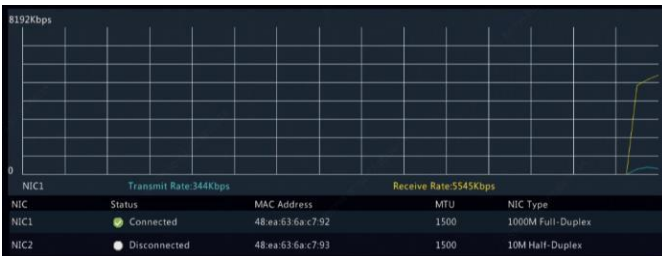 8192Kbps
0
NIC1 Transmit Rate:344Kbps Receive Rate:5545Kbps
NIC Status MAC Address MTU NIC Type
NIC1 Connected 48:ea:63:6a:c7:92 1500 1000M Full-Duplex
NIC2 Disconnected 48:ea:63:6a:c7:93 1500 10M Half-Duplex